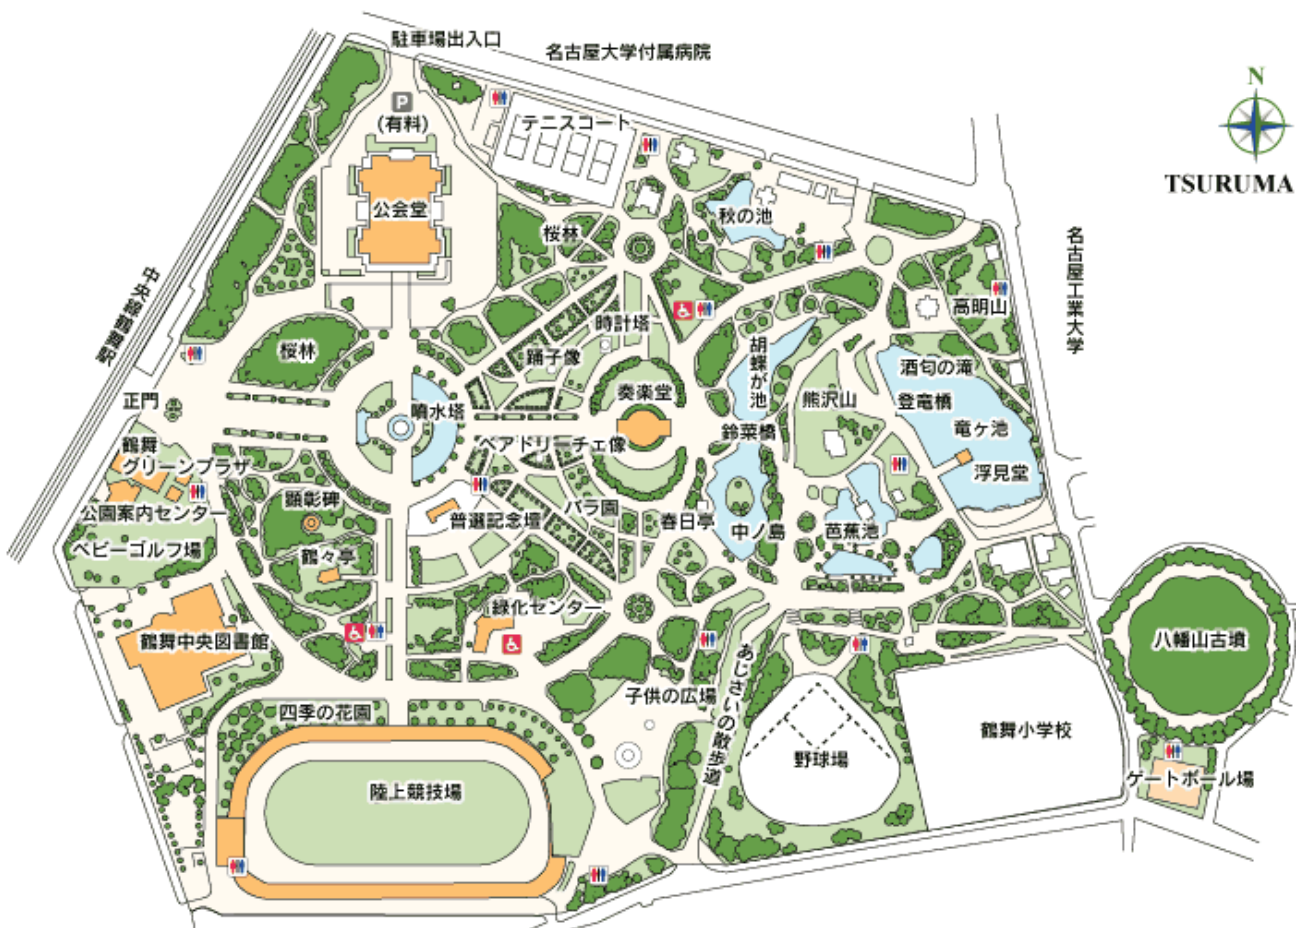 駐車場出入口
名古屋大学付属病院
N
TSURUMA
P
(有料)
テニスコート
公会堂
桜林
秋の池
名古屋工業大学
中央線鶴舞駅
高明山
時計塔
胡蝶が池
桜林
踊子像
酒匂の滝
正門
噴水塔
奏楽堂
熊沢山
登竜橋
鈴菜橋
竜ヶ池
鶴舞
グリーンプラザ
ベアトリーチェ像
浮見堂
顕彰碑
公園案内センター
普選記念壇
バラ園
春日亭
中ノ島
芭蕉池
ベビーゴルフ場
鶴々亭
緑化センター
鶴舞中央図書館
八幡山古墳
あじさいの散歩道
子供の広場
四季の花園
鶴舞小学校
野球場
陸上競技場
ゲートボール場